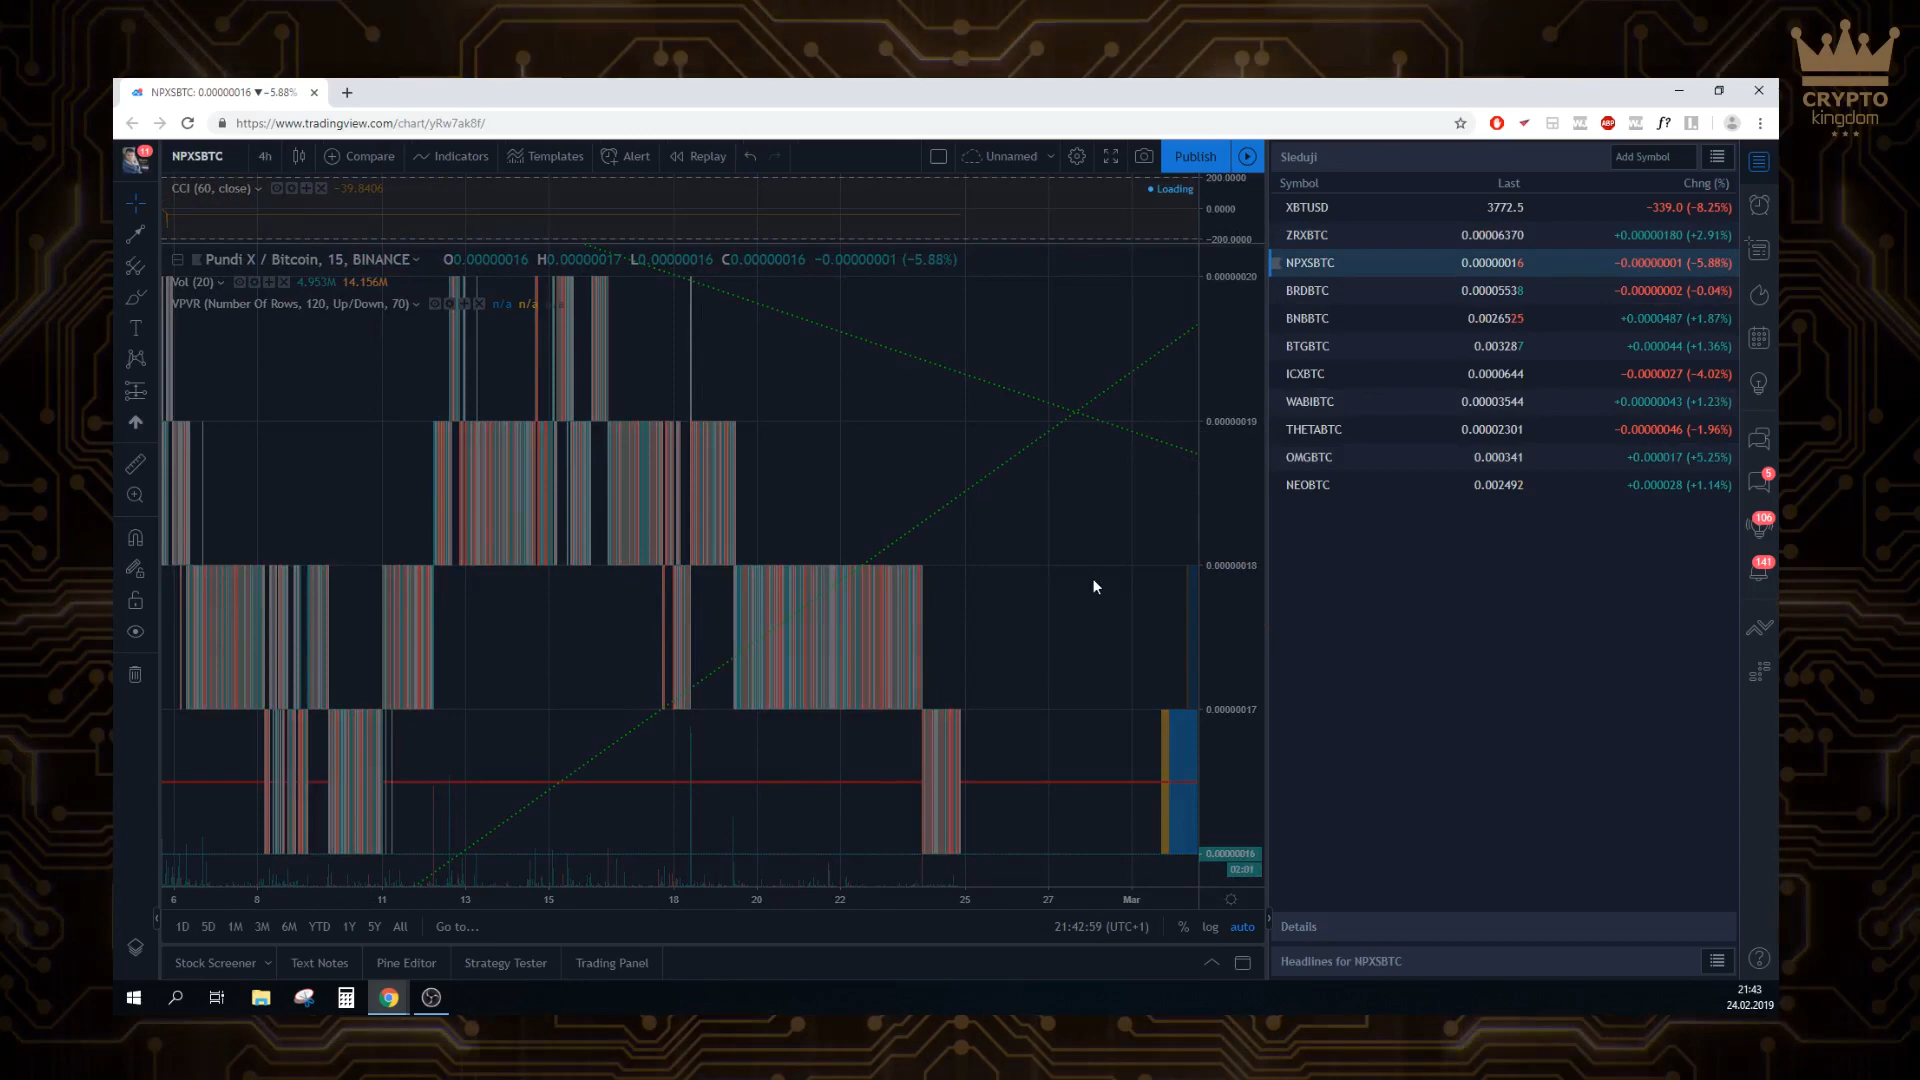 CRYPTO
kingdom
NPXSBTC: 0.00000016 ▼ −5.88%
https://www.tradingview.com/chart/yRw7ak8f/
11
NPXSBTC 4h Compare Indicators Templates Alert Replay Unnamed Publish
CCI (60, close) −39.8406
Loading
200.0000
0.0000
−200.0000
Pundi X / Bitcoin, 15, BINANCE O0.00000016 H0.00000017 L0.00000016 C0.00000016 −0.00000001 (−5.88%)
Vol (20) 4.953M 14.156M
VPVR (Number Of Rows, 120, Up/Down, 70) n/a n/a
0.00000020
0.00000019
0.00000018
0.00000017
0.00000016
02:01
6 8 11 13 15 18 20 22 25 27 Mar
1D 5D 1M 3M 6M YTD 1Y 5Y All Go to... 21:42:59 (UTC+1) % log auto
Stock Screener Text Notes Pine Editor Strategy Tester Trading Panel
Sleduji Add Symbol
Symbol Last Chng (%)
XBTUSD 3772.5 −339.0 (−8.25%)
ZRXBTC 0.00006370 +0.00000180 (+2.91%)
NPXSBTC 0.00000016 −0.00000001 (−5.88%)
BRDBTC 0.00005538 −0.00000002 (−0.04%)
BNBBTC 0.0026525 +0.0000487 (+1.87%)
BTGBTC 0.003287 +0.000044 (+1.36%)
ICXBTC 0.0000644 −0.0000027 (−4.02%)
WABIBTC 0.00003544 +0.00000043 (+1.23%)
THETABTC 0.00002301 −0.00000046 (−1.96%)
OMGBTC 0.000341 +0.000017 (+5.25%)
NEOBTC 0.002492 +0.000028 (+1.14%)
5
106
141
Details
Headlines for NPXSBTC
21:43
24.02.2019